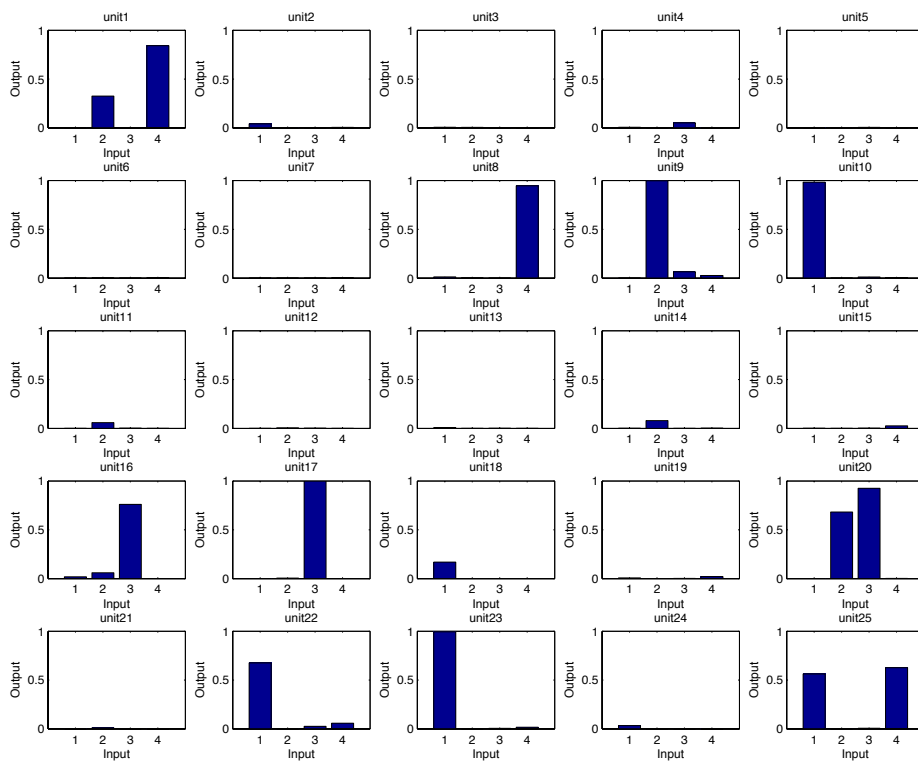 unit1 unit2 unit3 unit4 unit5
1 1 1 1 1
Output Output Output Output Output
0.5 0.5 0.5 0.5 0.5
0 0 0 0 0
1 2 3 4 1 2 3 4 1 2 3 4 1 2 3 4 1 2 3 4
Input Input Input Input Input
unit6 unit7 unit8 unit9 unit10
1 1 1 1 1
Output Output Output Output Output
0.5 0.5 0.5 0.5 0.5
0 0 0 0 0
1 2 3 4 1 2 3 4 1 2 3 4 1 2 3 4 1 2 3 4
Input Input Input Input Input
unit11 unit12 unit13 unit14 unit15
1 1 1 1 1
Output Output Output Output Output
0.5 0.5 0.5 0.5 0.5
0 0 0 0 0
1 2 3 4 1 2 3 4 1 2 3 4 1 2 3 4 1 2 3 4
Input Input Input Input Input
unit16 unit17 unit18 unit19 unit20
1 1 1 1 1
Output Output Output Output Output
0.5 0.5 0.5 0.5 0.5
0 0 0 0 0
1 2 3 4 1 2 3 4 1 2 3 4 1 2 3 4 1 2 3 4
Input Input Input Input Input
unit21 unit22 unit23 unit24 unit25
1 1 1 1 1
Output Output Output Output Output
0.5 0.5 0.5 0.5 0.5
0 0 0 0 0
1 2 3 4 1 2 3 4 1 2 3 4 1 2 3 4 1 2 3 4
Input Input Input Input Input